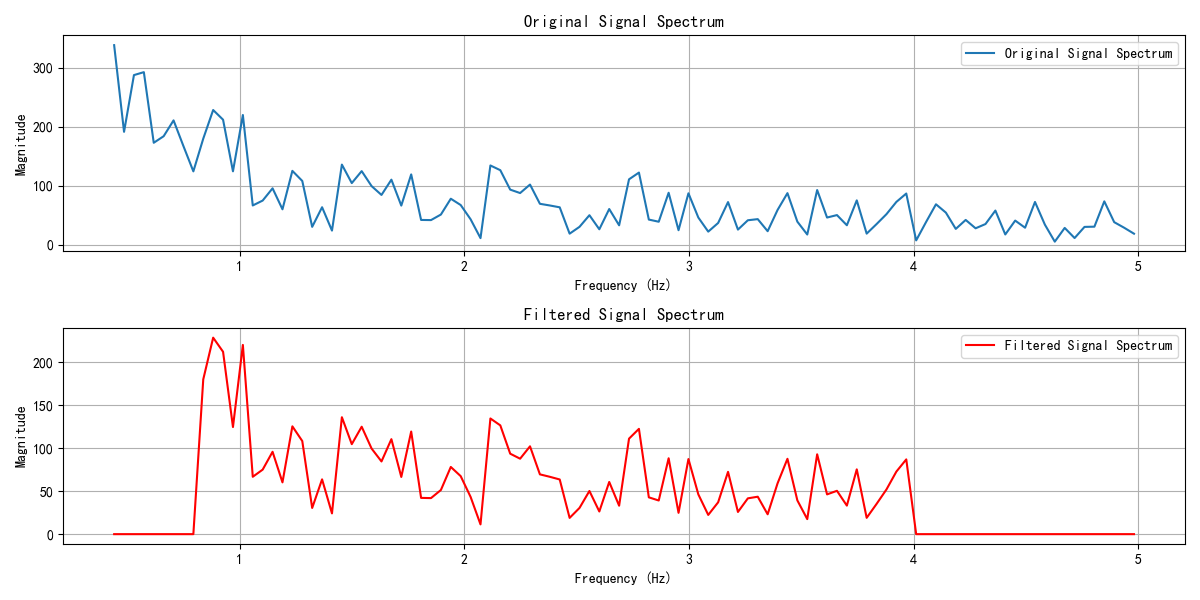 Original Signal Spectrum
Original Signal Spectrum
300
200
100
0
Magnitude
1 2 3 4 5
Frequency (Hz)
Filtered Signal Spectrum
Filtered Signal Spectrum
200
150
100
50
0
Magnitude
1 2 3 4 5
Frequency (Hz)